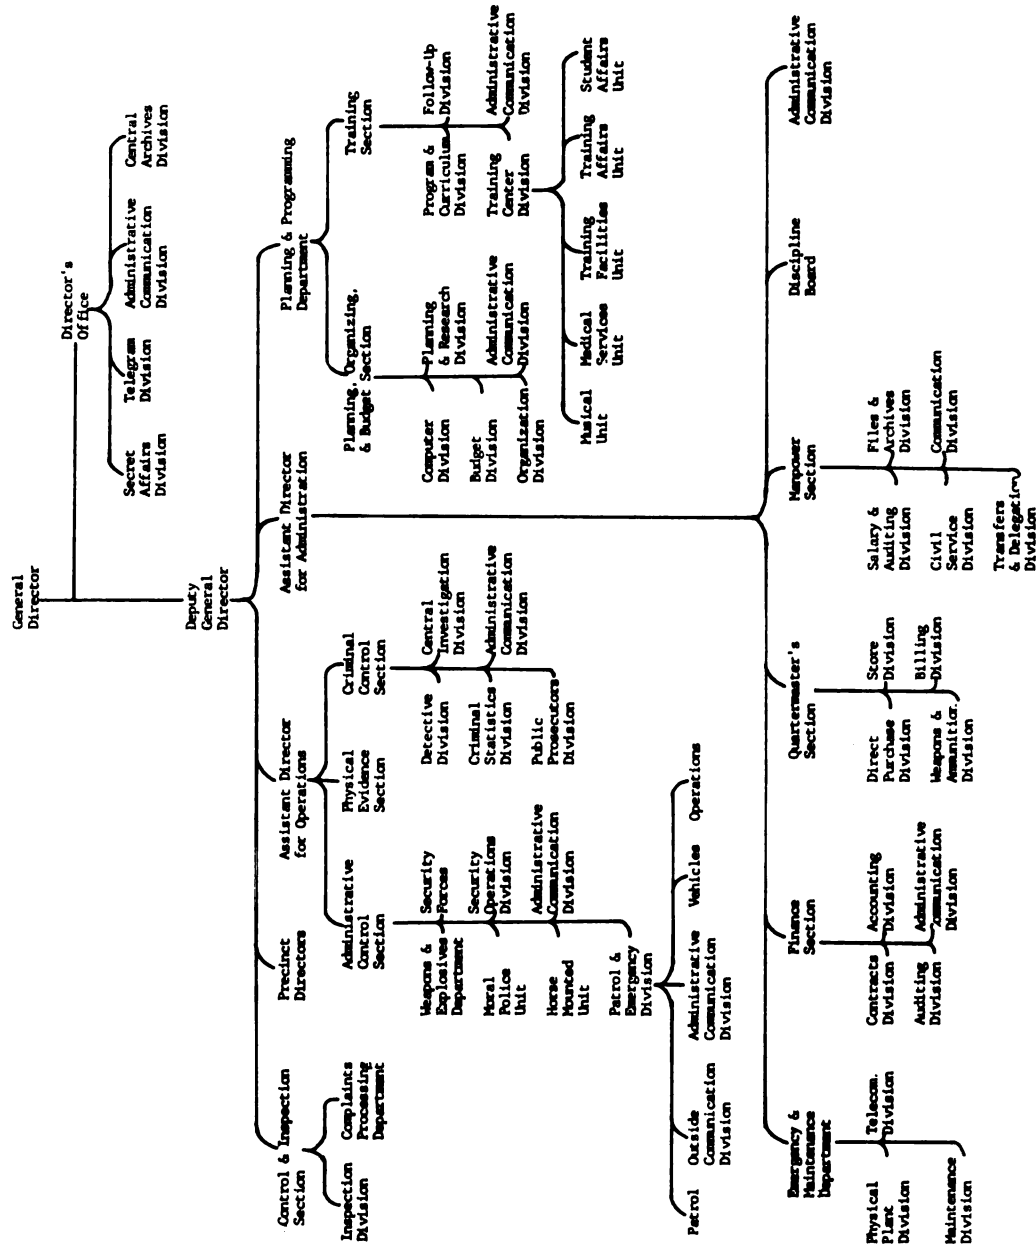 General
Director
Director's
Office
Secret
Affairs
Division
Telegram
Division
Administrative
Communication
Division
Central
Archives
Division
Deputy
General
Director
Control & Inspection
Section
Precinct
Directors
Assistant Director
for Operations
Assistant Director
for Administration
Planning & Programming
Department
Inspection
Division
Complaints
Processing
Department
Administrative
Control
Section
Physical
Evidence
Section
Criminal
Control
Section
Planning, Organizing,
& Budget Section
Training
Section
Weapons &
Explosives
Department
Security
Forces
Moral
Police
Unit
Security
Operations
Division
Horse
Mounted
Unit
Administrative
Communication
Division
Patrol &
Emergency
Division
Detective
Division
Central
Investigation
Division
Criminal
Statistics
Division
Administrative
Communication
Division
Public
Prosecutors
Division
Computer
Division
Planning
& Research
Division
Budget
Division
Administrative
Communication
Division
Organization
Division
Program &
Curriculum
Division
Follow-Up
Division
Training
Center
Division
Administrative
Communication
Division
Patrol
Outside
Communication
Division
Administrative
Communication
Division
Vehicles
Operations
Musical
Unit
Medical
Services
Unit
Training
Facilities
Unit
Training
Affairs
Unit
Student
Affairs
Unit
Emergency &
Maintenance
Department
Finance
Section
Quartermaster's
Section
Manpower
Section
Discipline
Board
Administrative
Communication
Division
Physical
Plant
Division
Telecom.
Division
Maintenance
Division
Contracts
Division
Accounting
Division
Auditing
Division
Administrative
Communication
Division
Direct
Purchase
Division
Store
Division
Weapons &
Ammunition
Division
Billing
Division
Salary &
Auditing
Division
Files &
Archives
Division
Civil
Service
Division
Communication
Division
Transfers
& Delegation
Division